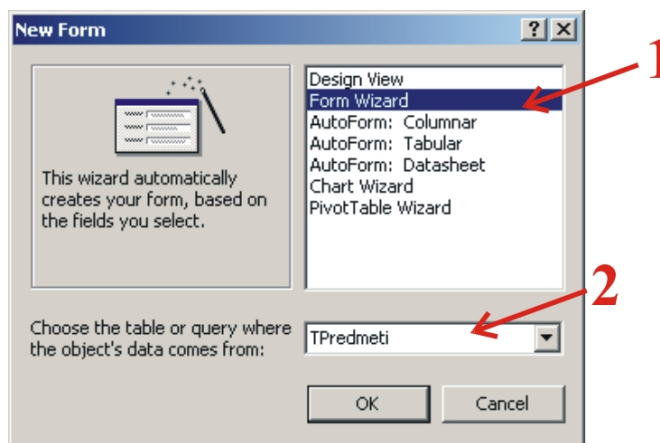 New Form
? X
1
Design View
Form Wizard
AutoForm: Columnar
AutoForm: Tabular
AutoForm: Datasheet
Chart Wizard
PivotTable Wizard
This wizard automatically
creates your form, based on
the fields you select.
2
Choose the table or query where
the object's data comes from:
TPredmeti
OK
Cancel